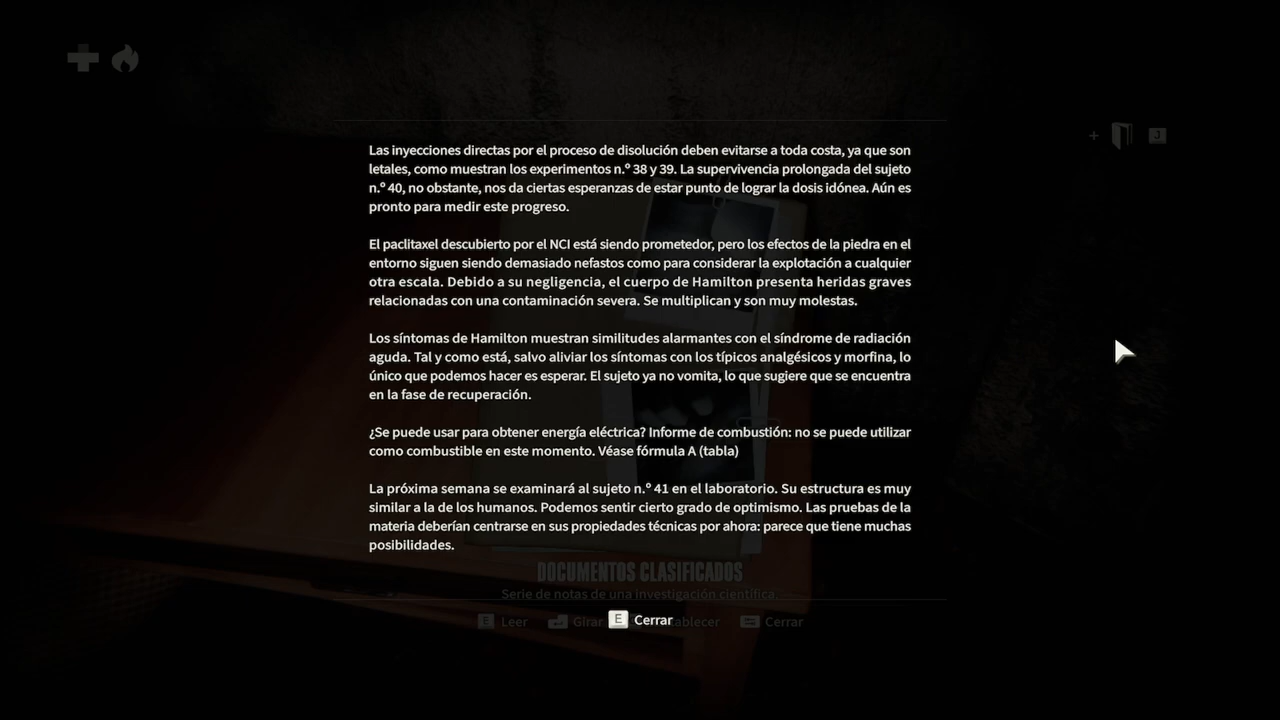 J
Las inyecciones directas por el proceso de disolución deben evitarse a toda costa, ya que son
letales, como muestran los experimentos n.º 38 y 39. La supervivencia prolongada del sujeto
n.º 40, no obstante, nos da ciertas esperanzas de estar punto de lograr la dosis idónea. Aún es
pronto para medir este progreso.
El paclitaxel descubierto por el NCI está siendo prometedor, pero los efectos de la piedra en el
entorno siguen siendo demasiado nefastos como para considerar la explotación a cualquier
otra escala. Debido a su negligencia, el cuerpo de Hamilton presenta heridas graves
relacionadas con una contaminación severa. Se multiplican y son muy molestas.
Los síntomas de Hamilton muestran similitudes alarmantes con el síndrome de radiación
aguda. Tal y como está, salvo aliviar los síntomas con los típicos analgésicos y morfina, lo
único que podemos hacer es esperar. El sujeto ya no vomita, lo que sugiere que se encuentra
en la fase de recuperación.
¿Se puede usar para obtener energía eléctrica? Informe de combustión: no se puede utilizar
como combustible en este momento. Véase fórmula A (tabla)
La próxima semana se examinará al sujeto n.º 41 en el laboratorio. Su estructura es muy
similar a la de los humanos. Podemos sentir cierto grado de optimismo. Las pruebas de la
materia deberían centrarse en sus propiedades técnicas por ahora: parece que tiene muchas
posibilidades.
DOCUMENTOS CLASIFICADOS
Serie de notas de una investigación científica.
E Leer Girar E Cerrar Cerrar